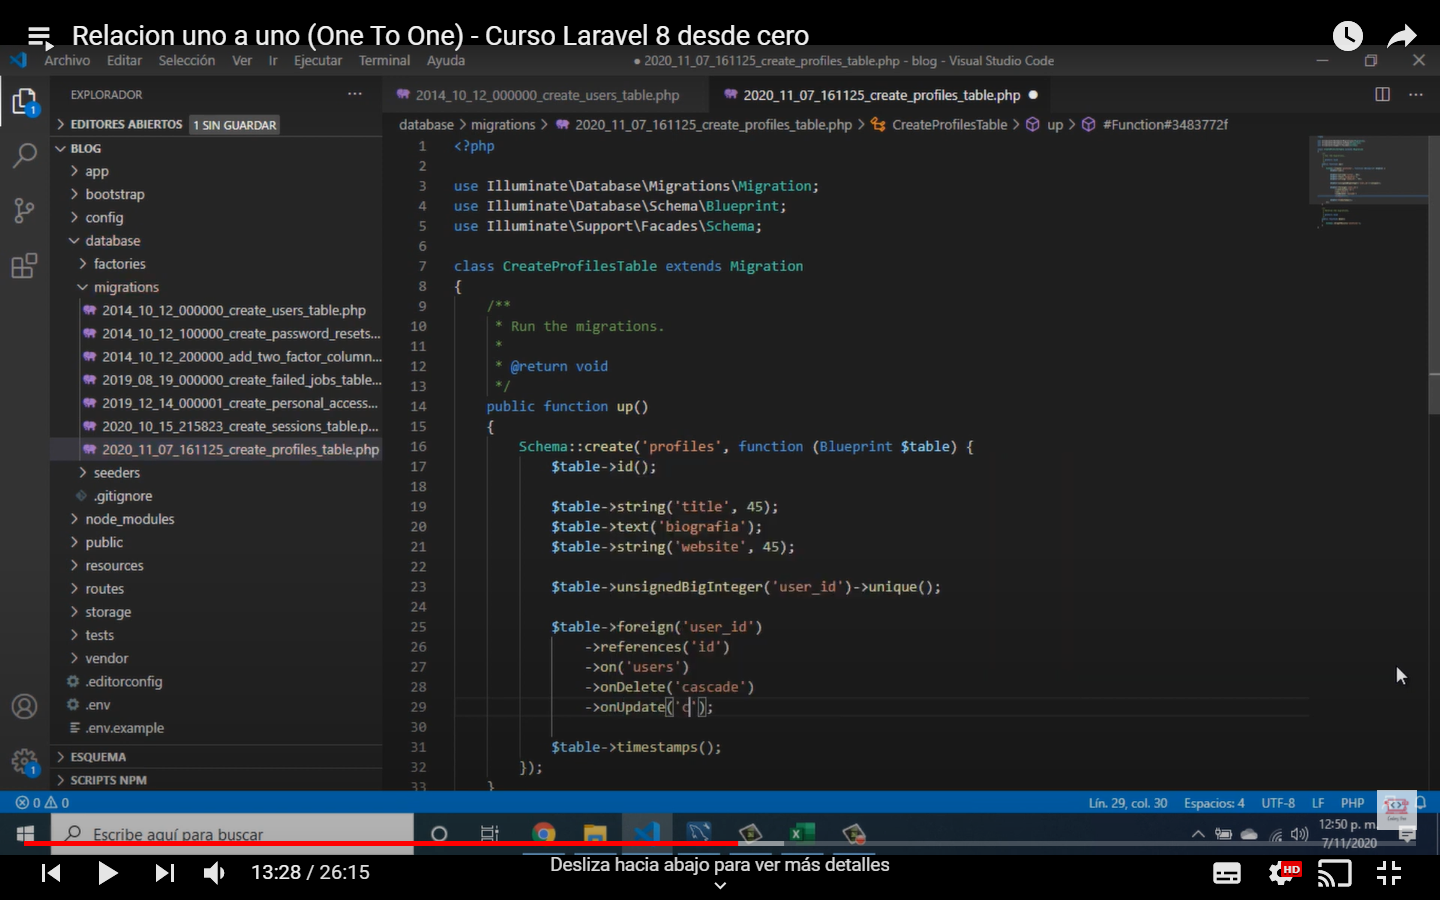 Relacion uno a uno (One To One) - Curso Laravel 8 desde cero
Archivo Editar Selección Ver Ir Ejecutar Terminal Ayuda
● 2020_11_07_161125_create_profiles_table.php - blog - Visual Studio Code
EXPLORADOR
EDITORES ABIERTOS 1 SIN GUARDAR
BLOG
app
bootstrap
config
database
factories
migrations
2014_10_12_000000_create_users_table.php
2014_10_12_100000_create_password_resets...
2014_10_12_200000_add_two_factor_column...
2019_08_19_000000_create_failed_jobs_table...
2019_12_14_000001_create_personal_access...
2020_10_15_215823_create_sessions_table.p...
2020_11_07_161125_create_profiles_table.php
seeders
.gitignore
node_modules
public
resources
routes
storage
tests
vendor
.editorconfig
.env
.env.example
ESQUEMA
SCRIPTS NPM
2014_10_12_000000_create_users_table.php
2020_11_07_161125_create_profiles_table.php ●
database > migrations > 2020_11_07_161125_create_profiles_table.php > CreateProfilesTable > up > #Function#3483772f
1 <?php
2
3 use Illuminate\Database\Migrations\Migration;
4 use Illuminate\Database\Schema\Blueprint;
5 use Illuminate\Support\Facades\Schema;
6
7 class CreateProfilesTable extends Migration
8 {
9 /**
10 * Run the migrations.
11 *
12 * @return void
13 */
14 public function up()
15 {
16 Schema::create('profiles', function (Blueprint $table) {
17 $table->id();
18
19 $table->string('title', 45);
20 $table->text('biografia');
21 $table->string('website', 45);
22
23 $table->unsignedBigInteger('user_id')->unique();
24
25 $table->foreign('user_id')
26 ->references('id')
27 ->on('users')
28 ->onDelete('cascade')
29 ->onUpdate('c');
30
31 $table->timestamps();
32 });
33 }
0 0
Lín. 29, col. 30 Espacios: 4 UTF-8 LF PHP
Escribe aquí para buscar
12:50 p. m.
7/11/2020
13:28 / 26:15
Desliza hacia abajo para ver más detalles
HD